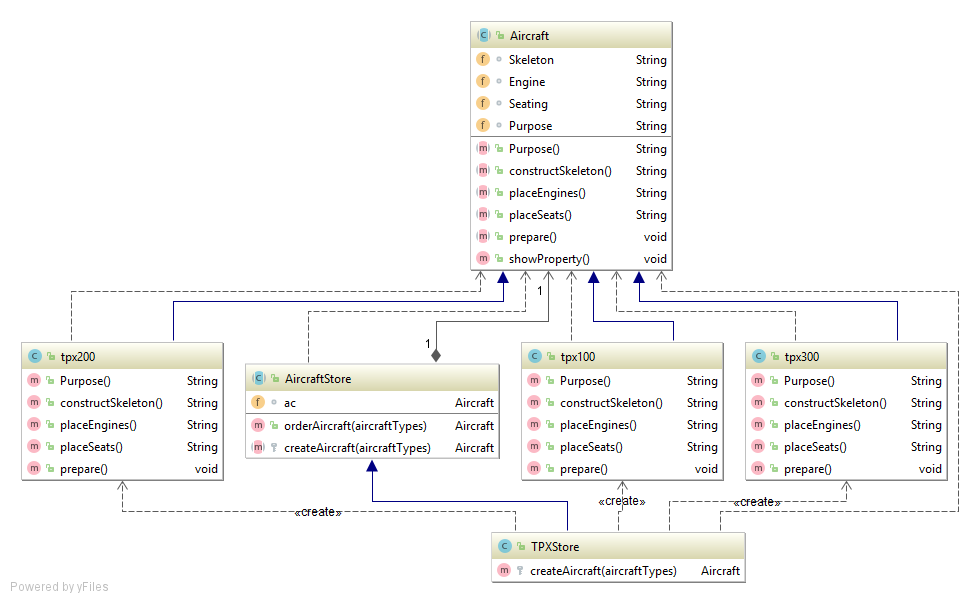 Aircraft
Skeleton String
Engine String
Seating String
Purpose String
Purpose() String
constructSkeleton() String
placeEngines() String
placeSeats() String
prepare() void
showProperty() void
1
1
tpx200
Purpose() String
constructSkeleton() String
placeEngines() String
placeSeats() String
prepare() void
AircraftStore
ac Aircraft
orderAircraft(aircraftTypes) Aircraft
createAircraft(aircraftTypes) Aircraft
tpx100
Purpose() String
constructSkeleton() String
placeEngines() String
placeSeats() String
prepare() void
tpx300
Purpose() String
constructSkeleton() String
placeEngines() String
placeSeats() String
prepare() void
«create»
«create»
«create»
TPXStore
createAircraft(aircraftTypes) Aircraft
Powered by yFiles